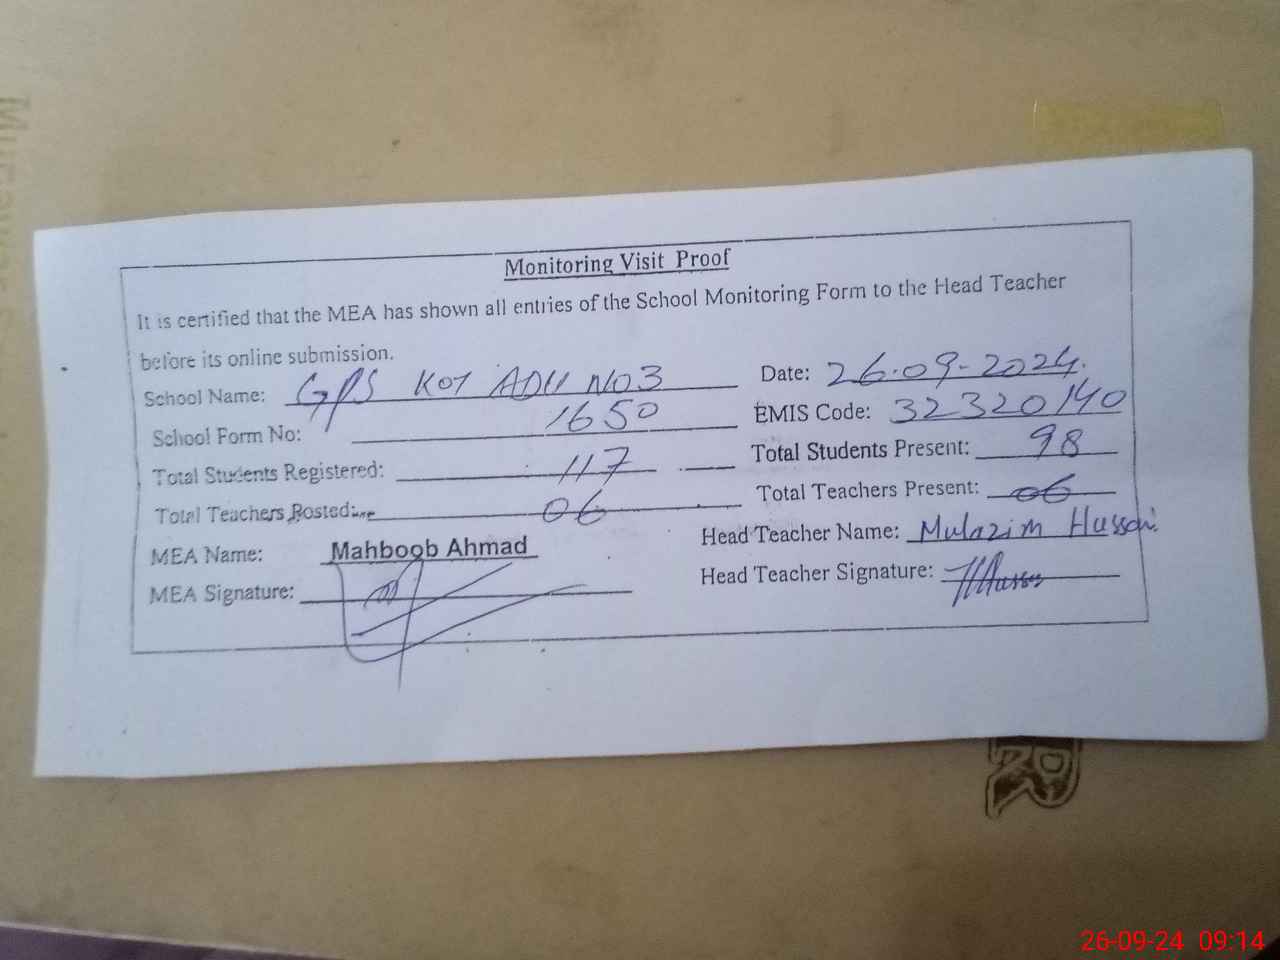 Monitoring Visit Proof
It is certified that the MEA has shown all entries of the School Monitoring Form to the Head Teacher
before its online submission.
School Name: GPS KOT ADU NO3 Date: 26-09-2024.
School Form No: 1650 EMIS Code: 32320140
Total Students Registered: 117 Total Students Present: 98
Total Teachers Posted: 06 Total Teachers Present: 06
MEA Name: Mahboob Ahmad Head Teacher Name: Mulazim Hussain
MEA Signature: Head Teacher Signature:
26-09-24 09:14